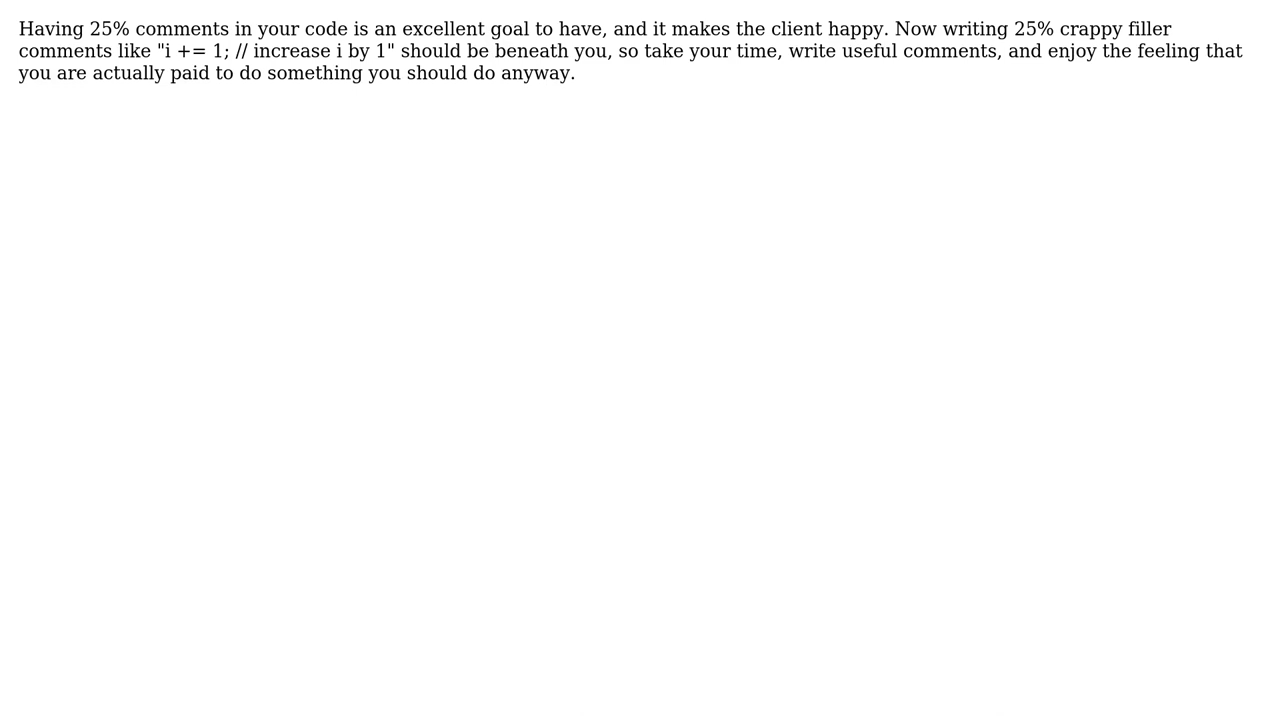 Having 25% comments in your code is an excellent goal to have, and it makes the client happy. Now writing 25% crappy filler
comments like "i += 1; // increase i by 1" should be beneath you, so take your time, write useful comments, and enjoy the feeling that
you are actually paid to do something you should do anyway.